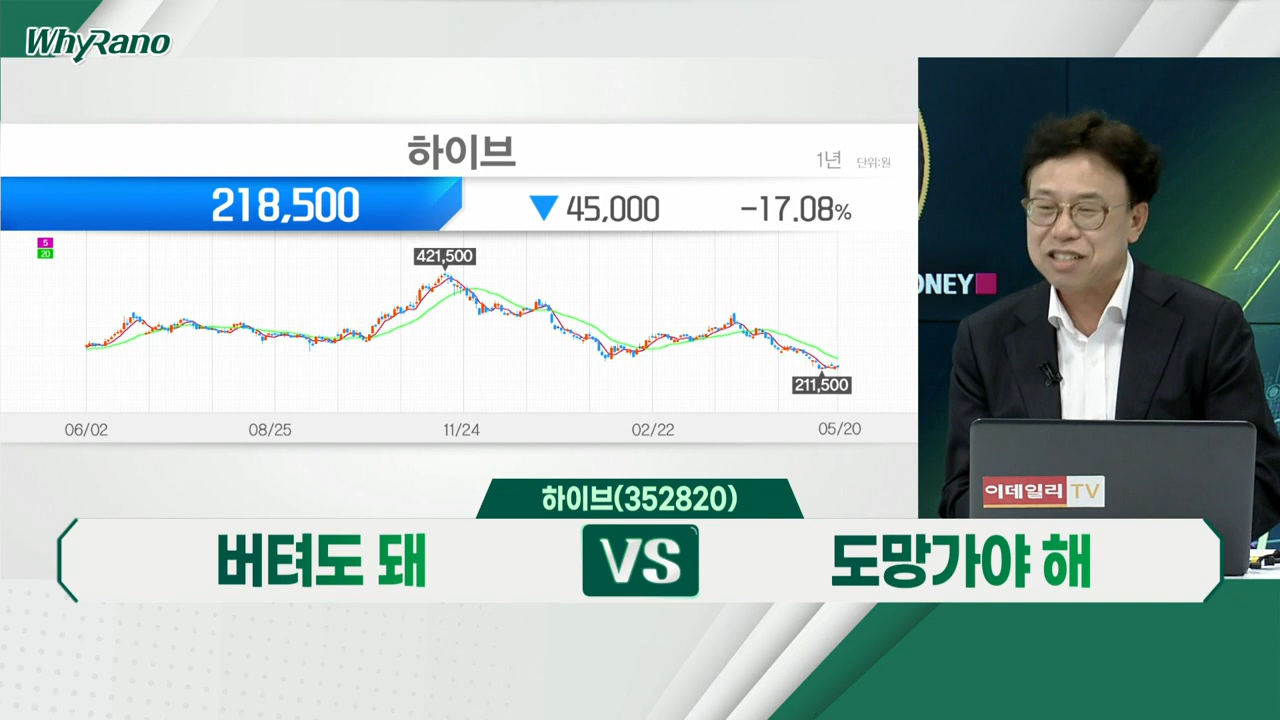 WhyRano
하이브
1년 단위:원
218,500 ▼ 45,000 -17.08%
5
20
421,500
211,500
06/02 08/25 11/24 02/22 05/20
ONEY
이데일리 TV
하이브(352820)
버텨도 돼 VS 도망가야 해